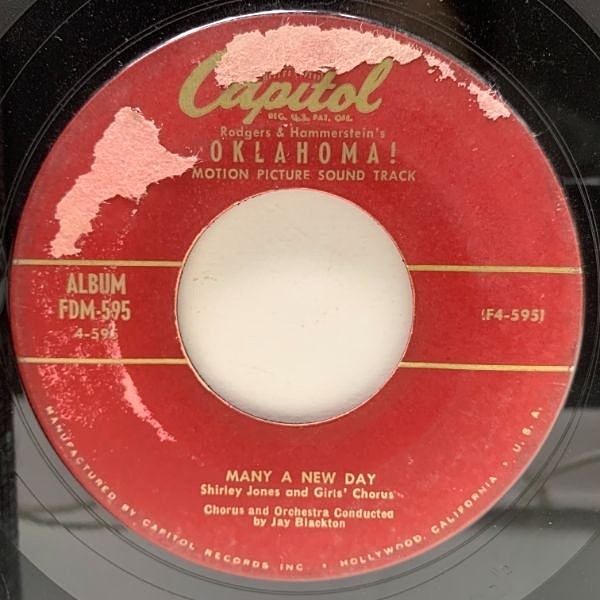 Capitol
REG. U.S. PAT. OFF.
Rodgers & Hammerstein's
OKLAHOMA!
MOTION PICTURE SOUND TRACK
ALBUM
FDM-595
4-595
(F4-595)
MANY A NEW DAY
Shirley Jones and Girls' Chorus
Chorus and Orchestra Conducted
by Jay Blackton
MANUFACTURED BY CAPITOL RECORDS INC. • HOLLYWOOD, CALIFORNIA • U.S.A.